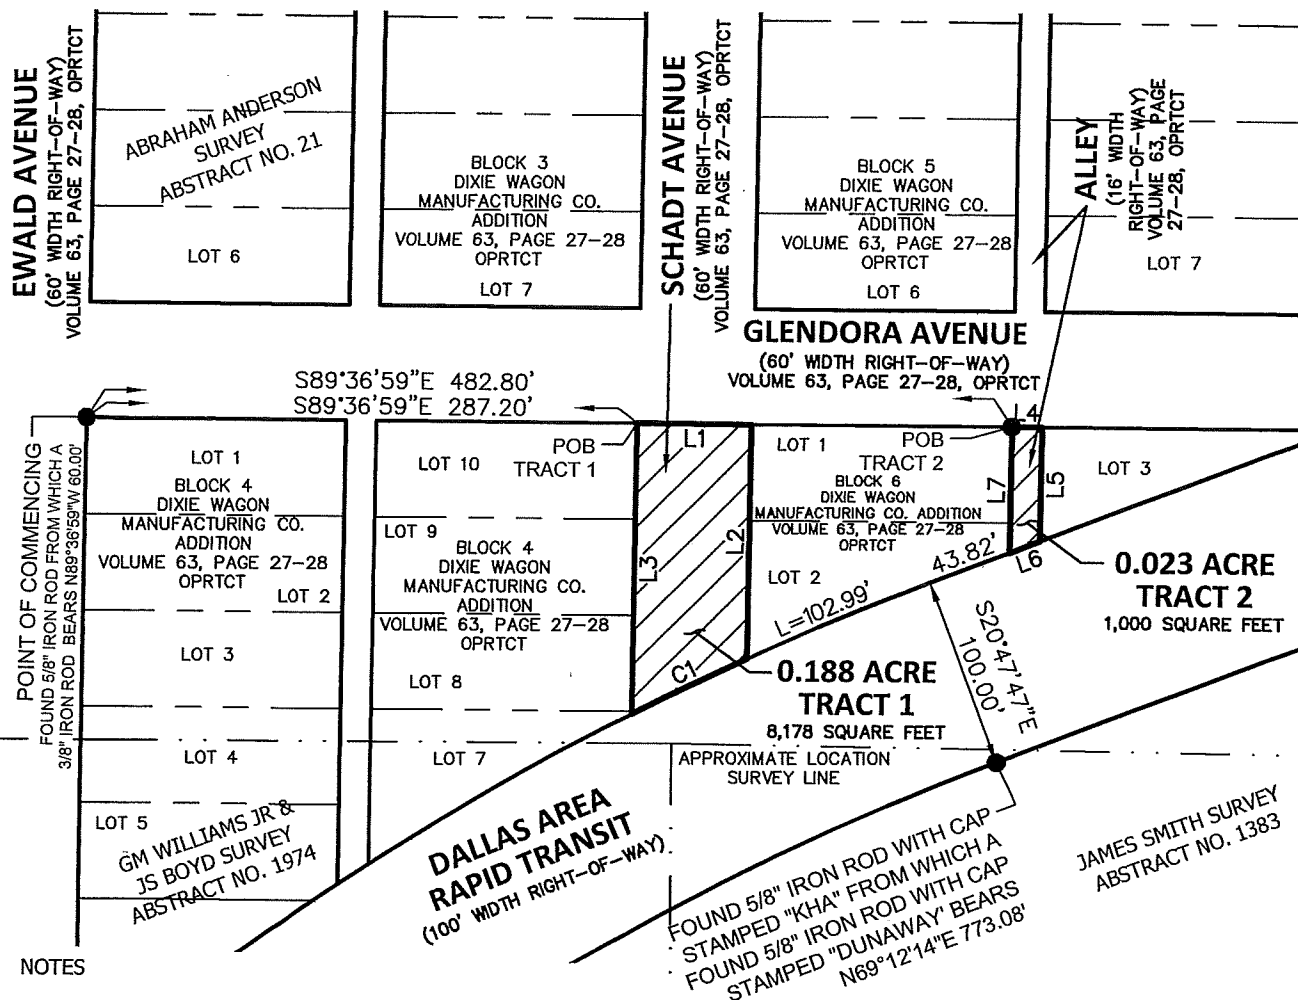 EWALD AVENUE
(60' WIDTH RIGHT-OF-WAY)
VOLUME 63, PAGE 27-28, OPRTCT
ABRAHAM ANDERSON
SURVEY
ABSTRACT NO. 21
LOT 6
BLOCK 3
DIXIE WAGON
MANUFACTURING CO.
ADDITION
VOLUME 63, PAGE 27-28
OPRTCT
LOT 7
SCHADT AVENUE
(60' WIDTH RIGHT-OF-WAY)
VOLUME 63, PAGE 27-28, OPRTCT
BLOCK 5
DIXIE WAGON
MANUFACTURING CO.
ADDITION
VOLUME 63, PAGE 27-28
OPRTCT
LOT 6
ALLEY
(16' WIDTH
RIGHT-OF-WAY)
VOLUME 63, PAGE
27-28, OPRTCT
LOT 7
GLENDORA AVENUE
(60' WIDTH RIGHT-OF-WAY)
VOLUME 63, PAGE 27-28, OPRTCT
S89°36'59"E 482.80'
S89°36'59"E 287.20'
POINT OF COMMENCING
FOUND 5/8" IRON ROD FROM WHICH A
3/8" IRON ROD BEARS N89°36'59"W 60.00'
LOT 1
BLOCK 4
DIXIE WAGON
MANUFACTURING CO.
ADDITION
VOLUME 63, PAGE 27-28
OPRTCT
LOT 2
LOT 3
LOT 4
LOT 5
GM WILLIAMS JR &
JS BOYD SURVEY
ABSTRACT NO. 1974
LOT 10
LOT 9
BLOCK 4
DIXIE WAGON
MANUFACTURING CO.
ADDITION
VOLUME 63, PAGE 27-28
OPRTCT
LOT 8
LOT 7
POB
TRACT 1
L1
L2
L3
C1
LOT 1
POB
TRACT 2
BLOCK 6
DIXIE WAGON
MANUFACTURING CO. ADDITION
VOLUME 63, PAGE 27-28
OPRTCT
LOT 2
L=102.99'
43.82'
L4
L5
L6
L7
LOT 3
0.023 ACRE
TRACT 2
1,000 SQUARE FEET
0.188 ACRE
TRACT 1
8,178 SQUARE FEET
S20°47'47"E
100.00'
APPROXIMATE LOCATION
SURVEY LINE
DALLAS AREA
RAPID TRANSIT
(100' WIDTH RIGHT-OF-WAY)
FOUND 5/8" IRON ROD WITH CAP
STAMPED "KHA" FROM WHICH A
FOUND 5/8" IRON ROD WITH CAP
STAMPED "DUNAWAY' BEARS
N69°12'14"E 773.08'
JAMES SMITH SURVEY
ABSTRACT NO. 1383
NOTES